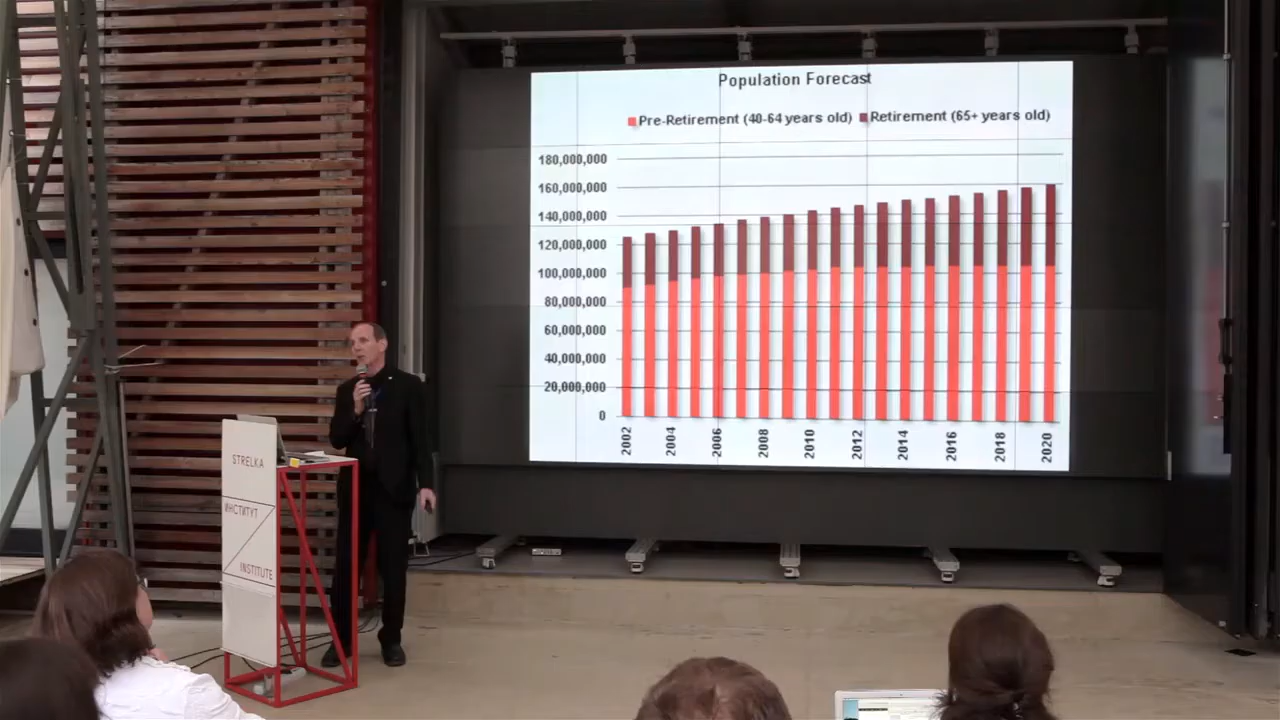 Population Forecast
Pre-Retirement (40-64 years old) Retirement (65+ years old)
180,000,000
160,000,000
140,000,000
120,000,000
100,000,000
80,000,000
60,000,000
40,000,000
20,000,000
0
2002 2004 2006 2008 2010 2012 2014 2016 2018 2020
STRELKA
ИНСТИТУТ
INSTITUTE